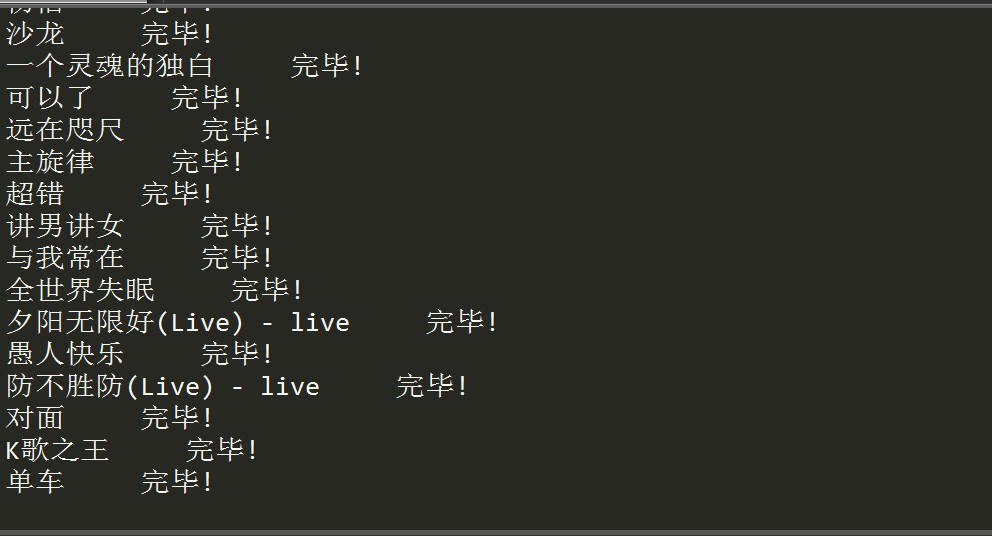 沙龙     完毕!
一个灵魂的独白     完毕!
可以了     完毕!
远在咫尺     完毕!
主旋律     完毕!
超错     完毕!
讲男讲女     完毕!
与我常在     完毕!
全世界失眠     完毕!
夕阳无限好(Live) - live     完毕!
愚人快乐     完毕!
防不胜防(Live) - live     完毕!
对面     完毕!
K歌之王     完毕!
单车     完毕!